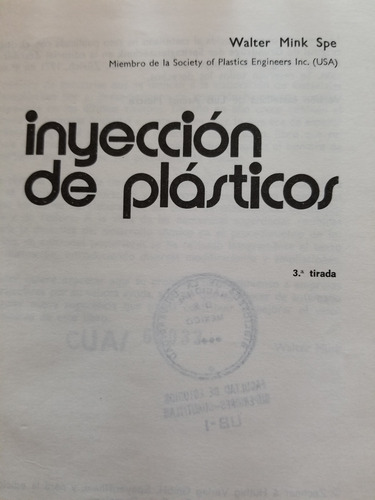 Walter Mink Spe
Miembro de la Society of Plastics Engineers Inc. (USA)
inyección
de plásticos
3.ª tirada